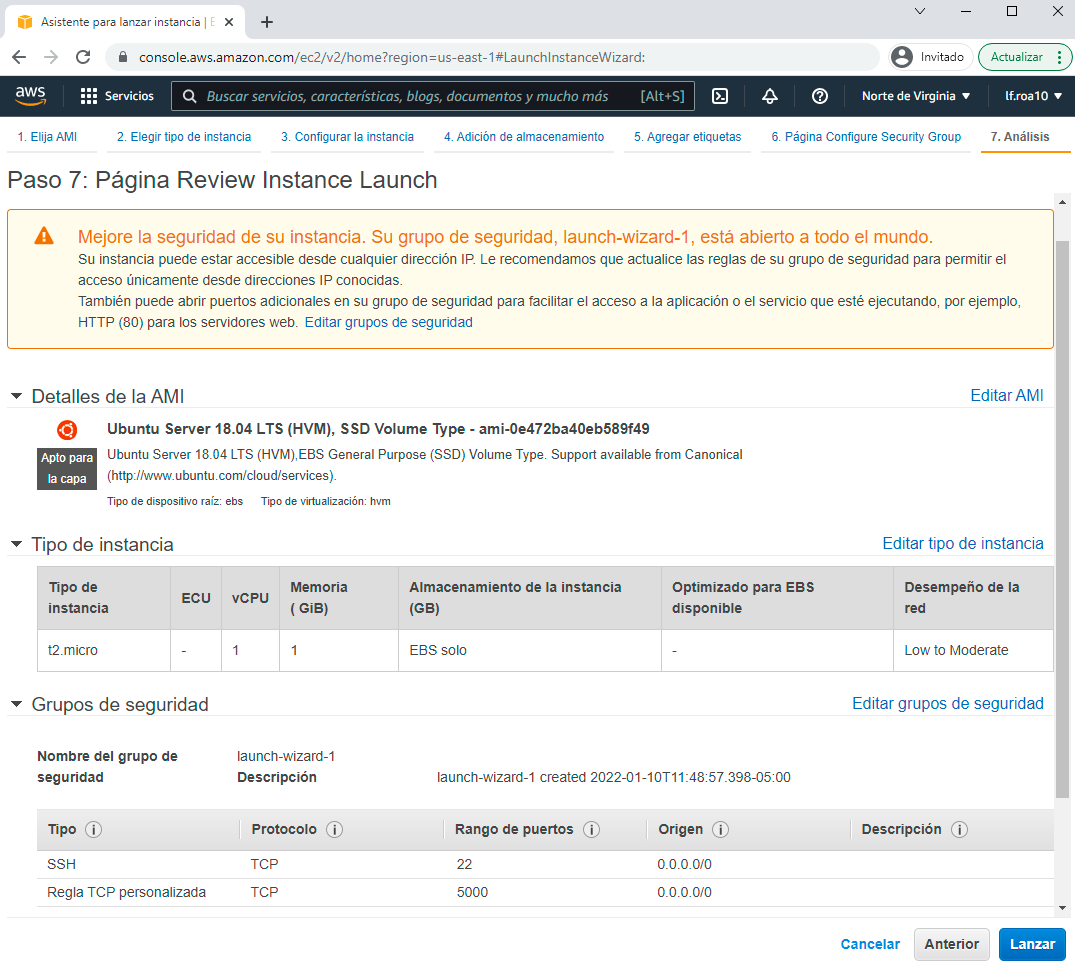 Asistente para lanzar instancia | E
console.aws.amazon.com/ec2/v2/home?region=us-east-1#LaunchInstanceWizard:
Invitado
Actualizar
aws
Servicios
Buscar servicios, características, blogs, documentos y mucho más
[Alt+S]
Norte de Virginia
lf.roa10
1. Elija AMI
2. Elegir tipo de instancia
3. Configurar la instancia
4. Adición de almacenamiento
5. Agregar etiquetas
6. Página Configure Security Group
7. Análisis
Paso 7: Página Review Instance Launch
Mejore la seguridad de su instancia. Su grupo de seguridad, launch-wizard-1, está abierto a todo el mundo.
Su instancia puede estar accesible desde cualquier dirección IP. Le recomendamos que actualice las reglas de su grupo de seguridad para permitir el
acceso únicamente desde direcciones IP conocidas.
También puede abrir puertos adicionales en su grupo de seguridad para facilitar el acceso a la aplicación o el servicio que esté ejecutando, por ejemplo,
HTTP (80) para los servidores web. Editar grupos de seguridad
Detalles de la AMI
Editar AMI
Ubuntu Server 18.04 LTS (HVM), SSD Volume Type - ami-0e472ba40eb589f49
Apto para
la capa
Ubuntu Server 18.04 LTS (HVM),EBS General Purpose (SSD) Volume Type. Support available from Canonical
(http://www.ubuntu.com/cloud/services).
Tipo de dispositivo raíz: ebs Tipo de virtualización: hvm
Tipo de instancia
Editar tipo de instancia
Tipo de
instancia
ECU
vCPU
Memoria
( GiB)
Almacenamiento de la instancia
(GB)
Optimizado para EBS
disponible
Desempeño de la
red
t2.micro - 1 1 EBS solo - Low to Moderate
Grupos de seguridad
Editar grupos de seguridad
Nombre del grupo de
seguridad
launch-wizard-1
Descripción
launch-wizard-1 created 2022-01-10T11:48:57.398-05:00
Tipo Protocolo Rango de puertos Origen Descripción
SSH TCP 22 0.0.0.0/0
Regla TCP personalizada TCP 5000 0.0.0.0/0
Cancelar
Anterior
Lanzar